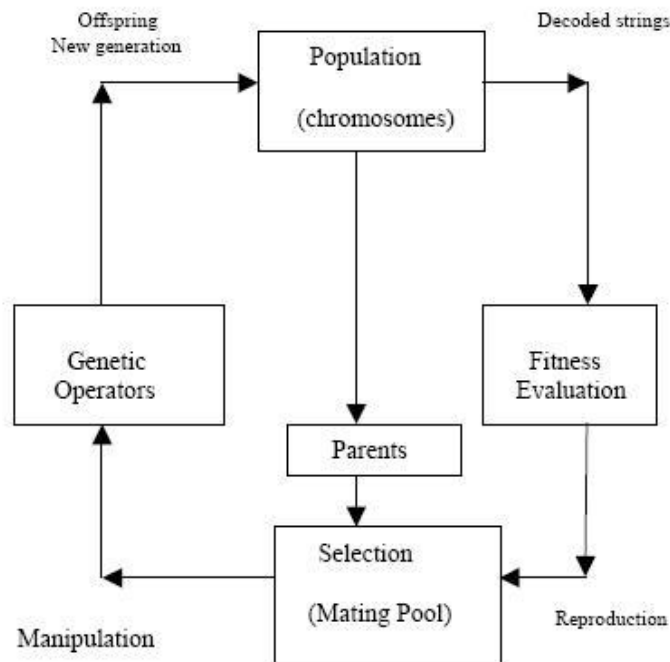 Offspring
New generation
Decoded strings
Population
(chromosomes)
Genetic
Operators
Fitness
Evaluation
Parents
Selection
(Mating Pool)
Manipulation
Reproduction